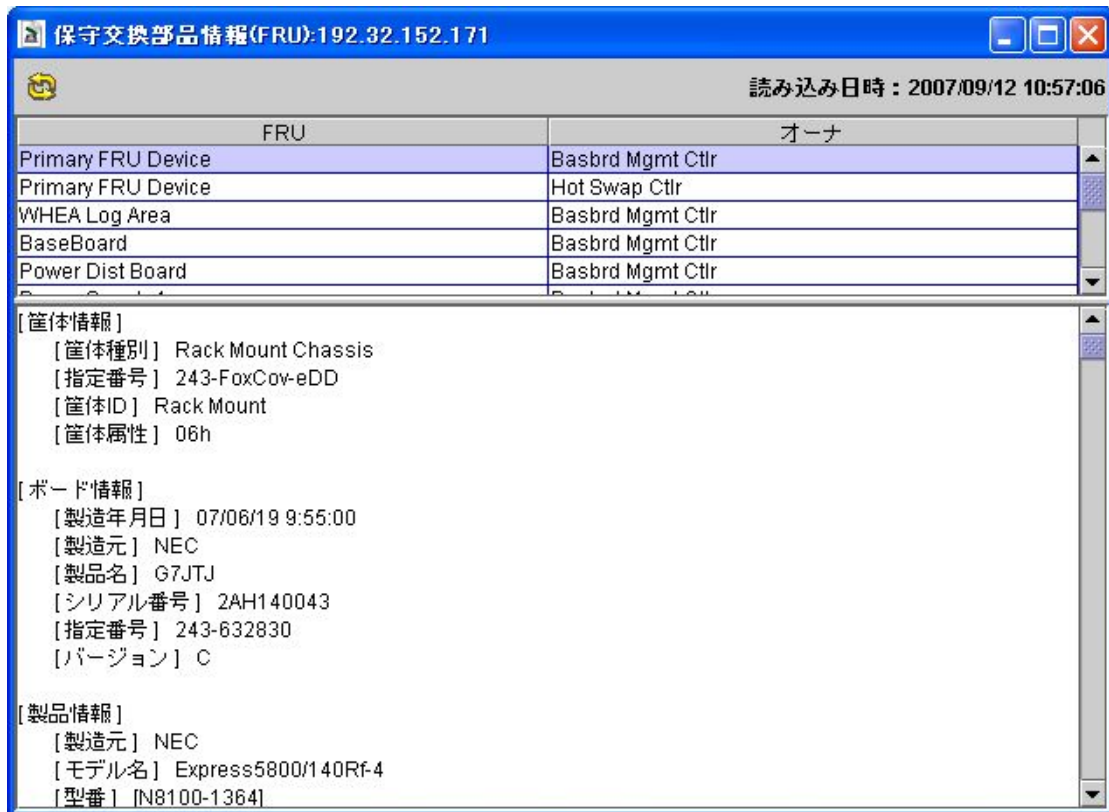 保守交換部品情報(FRU):192.32.152.171
読み込み日時：2007/09/12 10:57:06
FRU オーナ
Primary FRU Device Basbrd Mgmt Ctlr
Primary FRU Device Hot Swap Ctlr
WHEA Log Area Basbrd Mgmt Ctlr
BaseBoard Basbrd Mgmt Ctlr
Power Dist Board Basbrd Mgmt Ctlr
[筐体情報]
[筐体種別] Rack Mount Chassis
[指定番号] 243-FoxCov-eDD
[筐体ID] Rack Mount
[筐体属性] 06h
[ボード情報]
[製造年月日] 07/06/19 9:55:00
[製造元] NEC
[製品名] G7JTJ
[シリアル番号] 2AH140043
[指定番号] 243-632830
[バージョン] C
[製品情報]
[製造元] NEC
[モデル名] Express5800/140Rf-4
[型番] [N8100-1364]